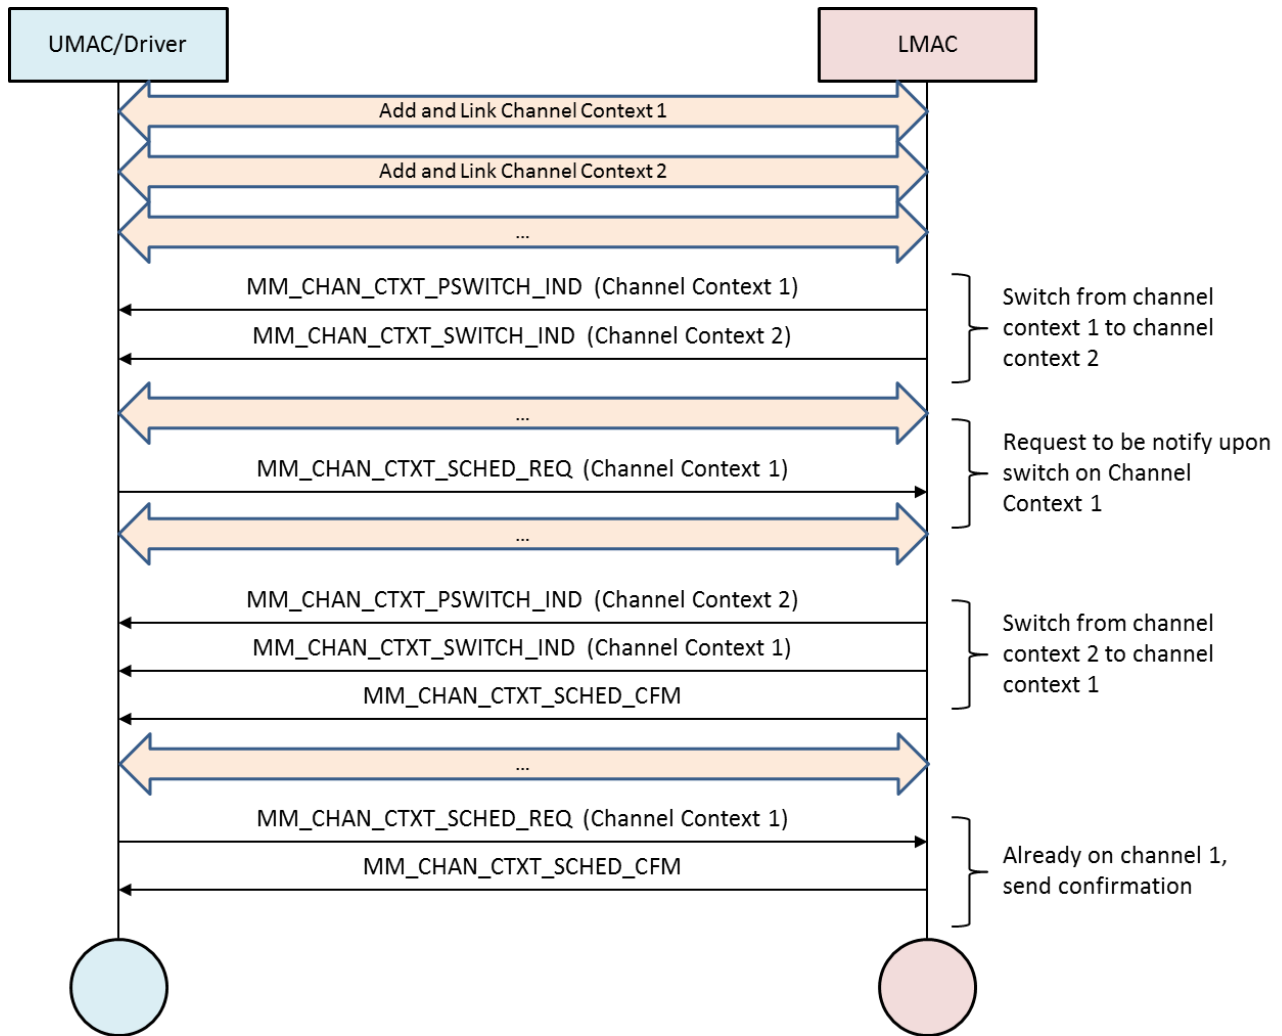 UMAC/Driver
LMAC
Add and Link Channel Context 1
Add and Link Channel Context 2
...
MM_CHAN_CTXT_PSWITCH_IND (Channel Context 1)
MM_CHAN_CTXT_SWITCH_IND (Channel Context 2)
Switch from channel
context 1 to channel
context 2
...
MM_CHAN_CTXT_SCHED_REQ (Channel Context 1)
Request to be notify upon
switch on Channel
Context 1
...
MM_CHAN_CTXT_PSWITCH_IND (Channel Context 2)
MM_CHAN_CTXT_SWITCH_IND (Channel Context 1)
MM_CHAN_CTXT_SCHED_CFM
Switch from channel
context 2 to channel
context 1
...
MM_CHAN_CTXT_SCHED_REQ (Channel Context 1)
MM_CHAN_CTXT_SCHED_CFM
Already on channel 1,
send confirmation